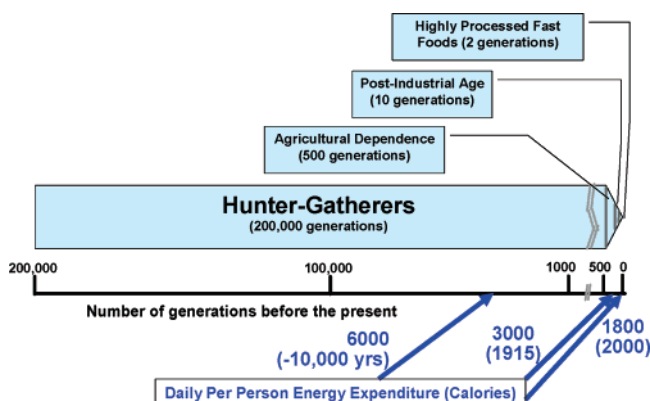 Highly Processed Fast
Foods (2 generations)
Post-Industrial Age
(10 generations)
Agricultural Dependence
(500 generations)
Hunter-Gatherers
(200,000 generations)
200,000
100,000
1000
500
0
Number of generations before the present
6000
(-10,000 yrs)
3000
(1915)
1800
(2000)
Daily Per Person Energy Expenditure (Calories)